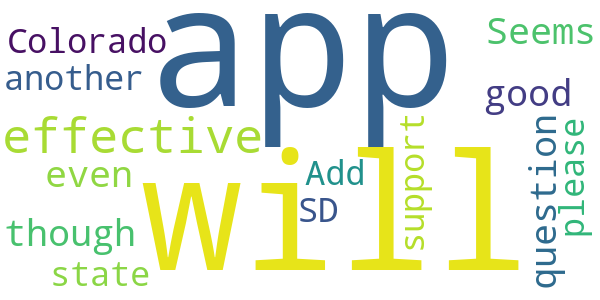 app
Colorado
Seems
another
good
effective
support
question
please
will
Add
even
SD
though
state